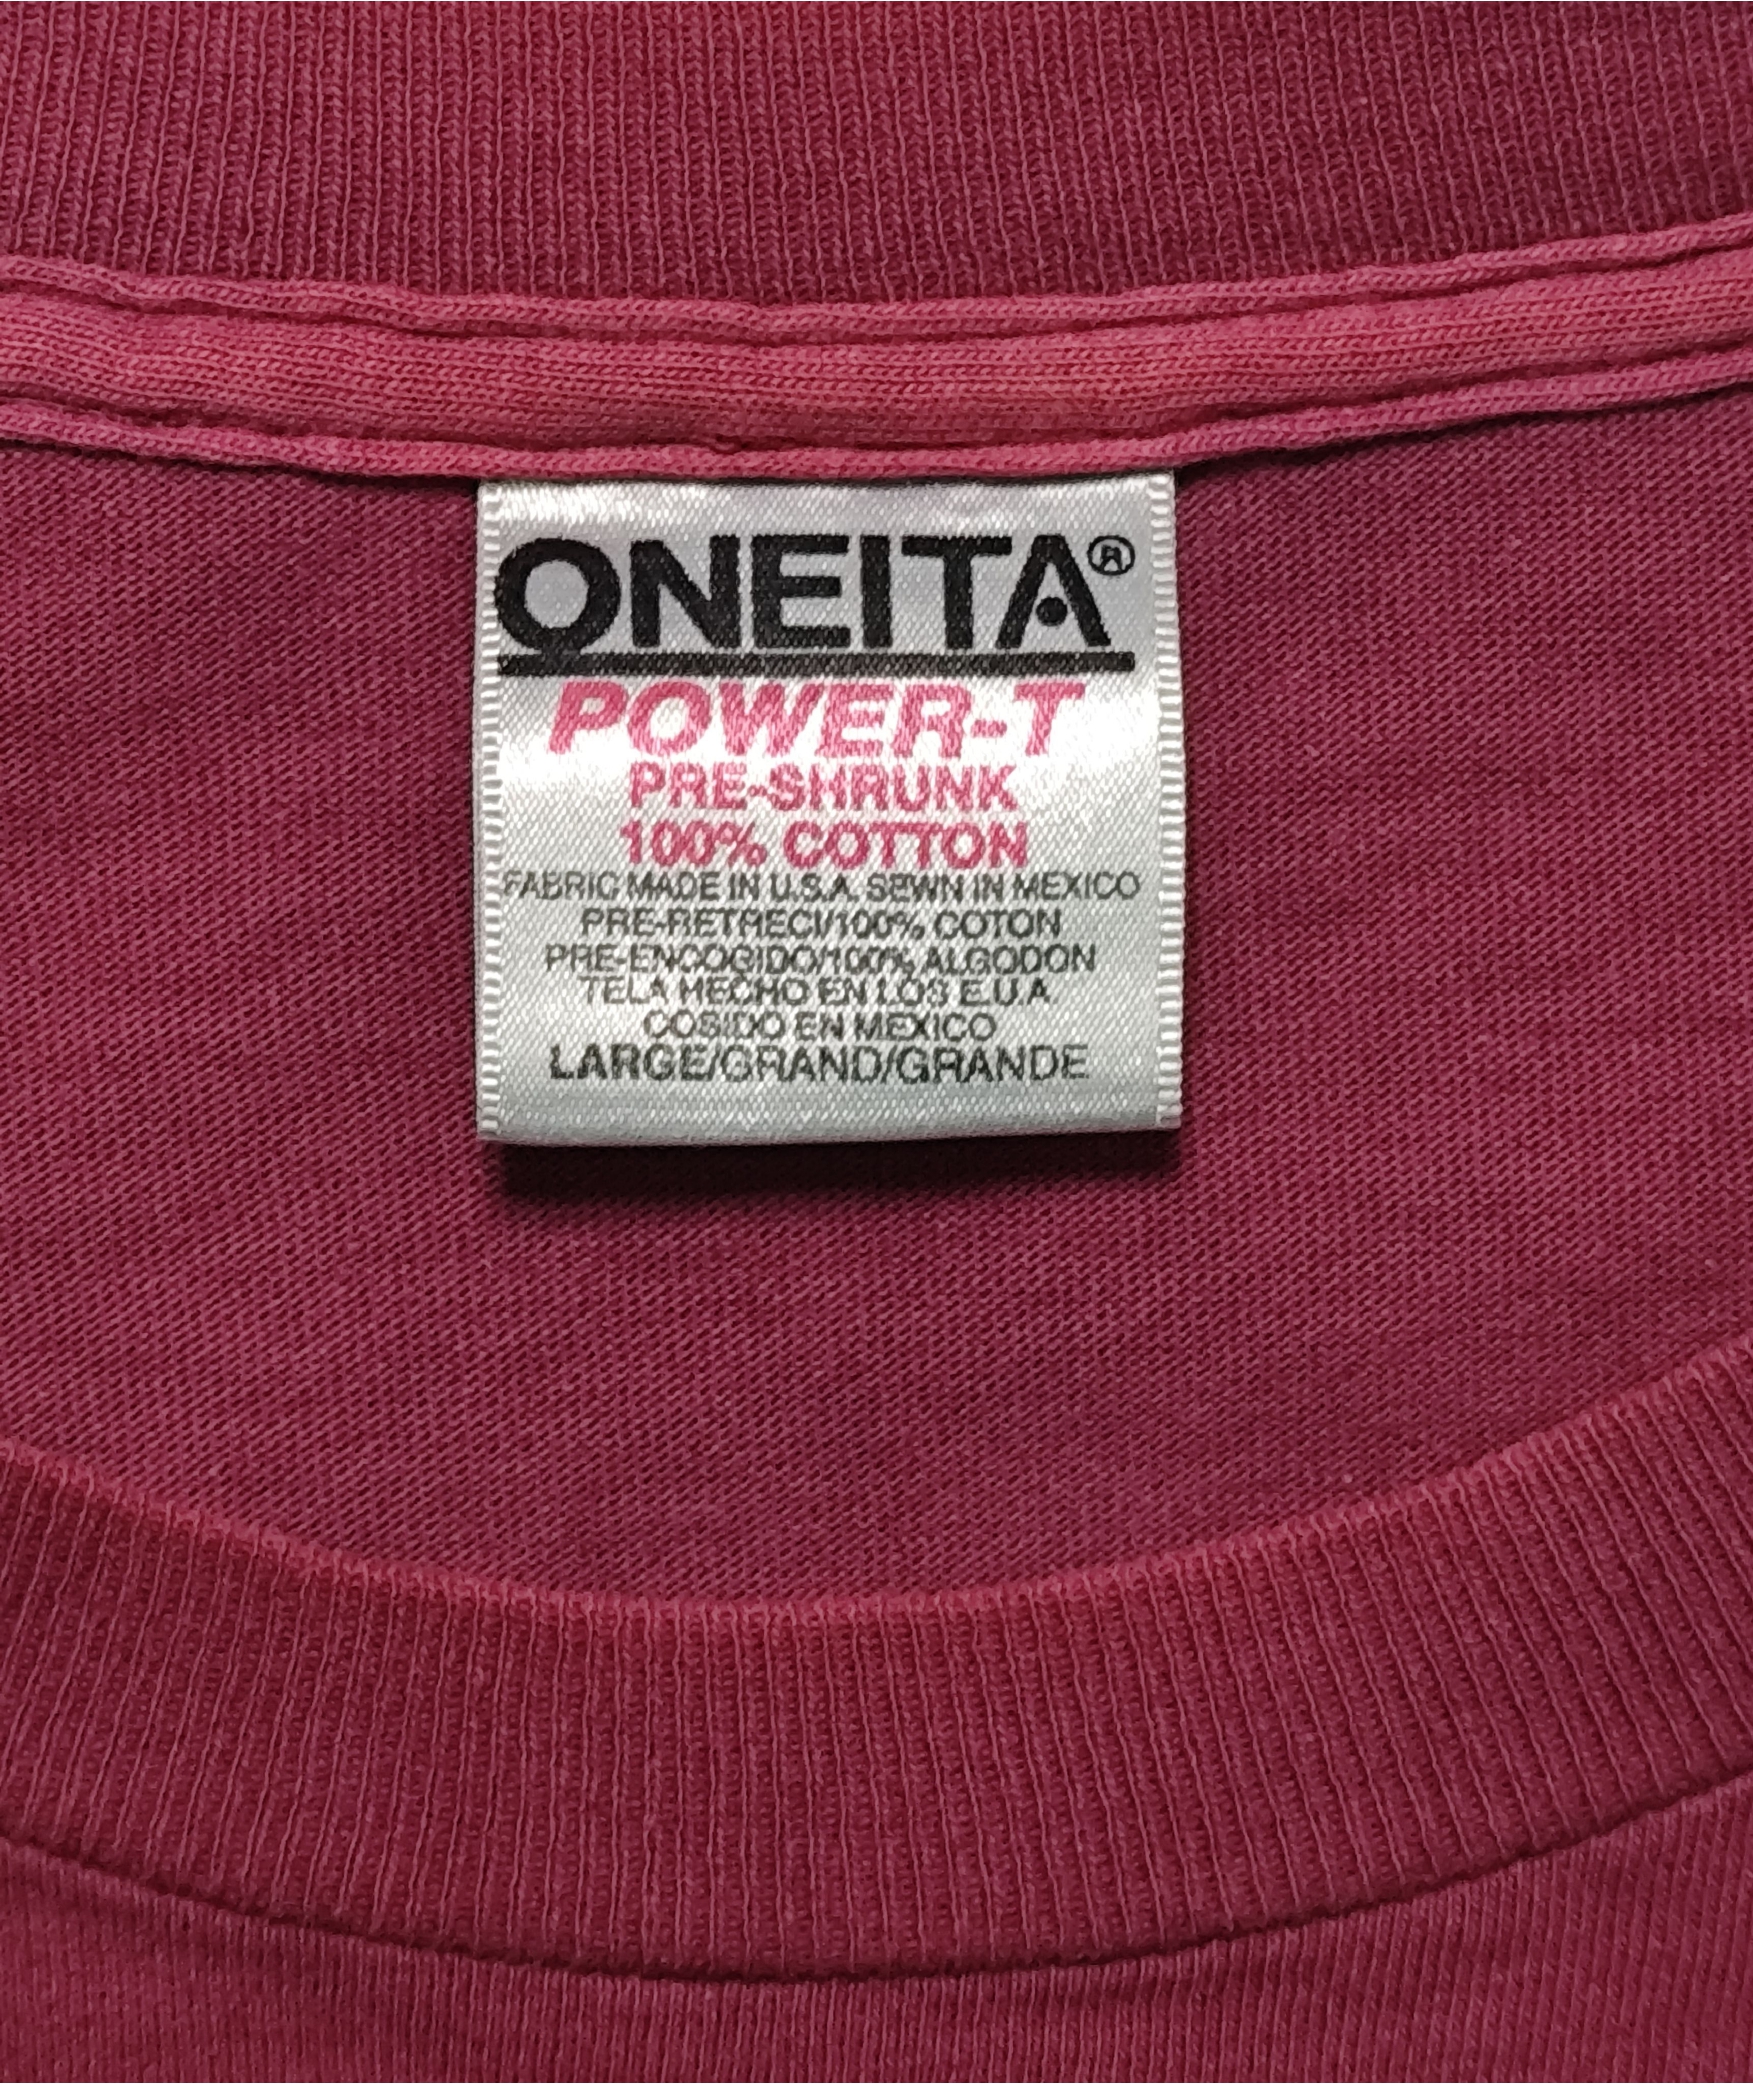 ONEITA®
POWER-T
PRE-SHRUNK
100% COTTON
FABRIC MADE IN U.S.A. SEWN IN MEXICO
PRE-RETRECI/100% COTON
PRE-ENCOGIDO/100% ALGODON
TELA HECHO EN LOS E.U.A.
COSIDO EN MEXICO
LARGE/GRAND/GRANDE